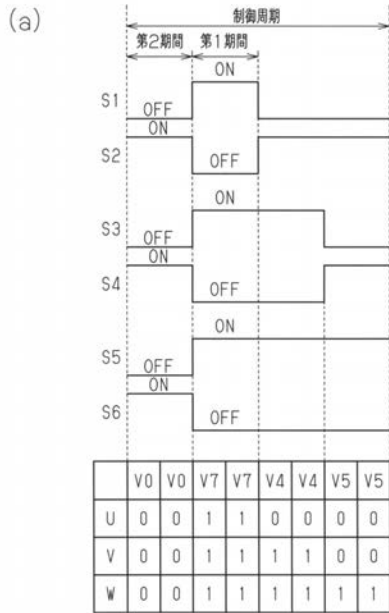 (a)
制御周期
第2期間 第1期間
ON
S1
OFF
ON
S2
OFF
ON
S3
OFF
ON
S4
OFF
ON
S5
OFF
ON
S6
OFF
V0 V0 V7 V7 V4 V4 V5 V5
U 0 0 1 1 0 0 0 0
V 0 0 1 1 1 1 0 0
W 0 0 1 1 1 1 1 1